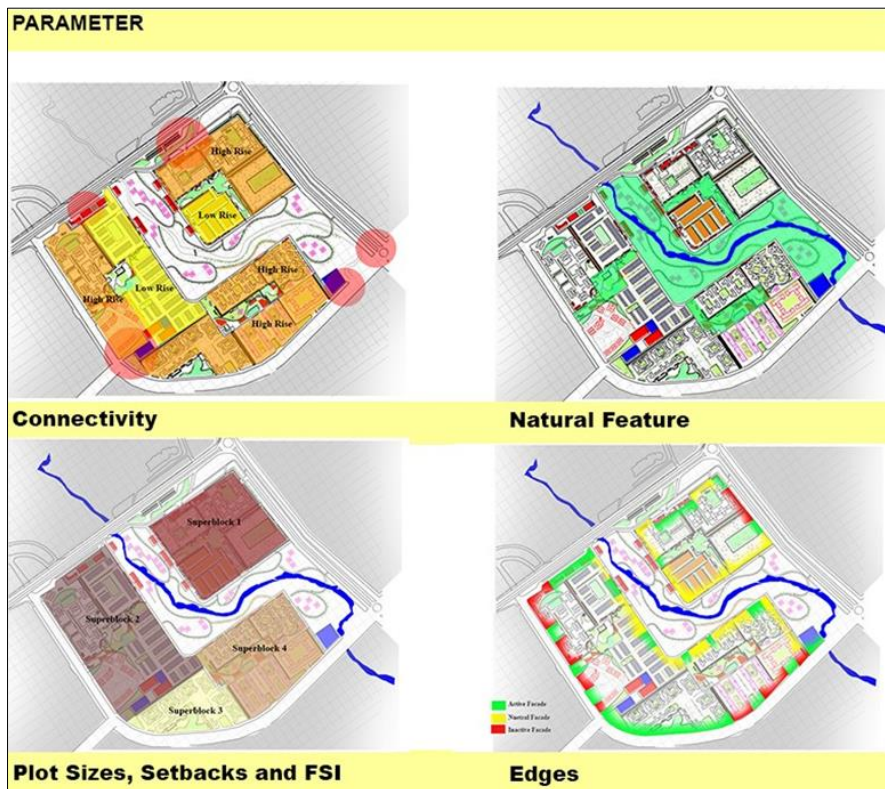 PARAMETER
High Rise
Low Rise
High Rise
High Rise
Low Rise
High Rise
Connectivity
Natural Feature
Superblock 1
Superblock 2
Superblock 4
Superblock 3
Active Facade
Nuetral Facade
Inactive Facade
Plot Sizes, Setbacks and FSI
Edges